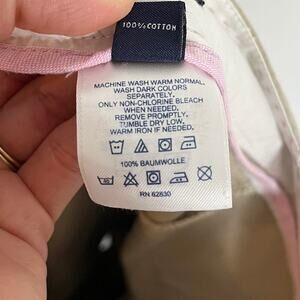 100% COTTON
MACHINE WASH WARM NORMAL.
WASH DARK COLORS
SEPARATELY.
ONLY NON-CHLORINE BLEACH
WHEN NEEDED.
REMOVE PROMPTLY.
TUMBLE DRY LOW.
WARM IRON IF NEEDED.
100% BAUMWOLLE
RN 62830